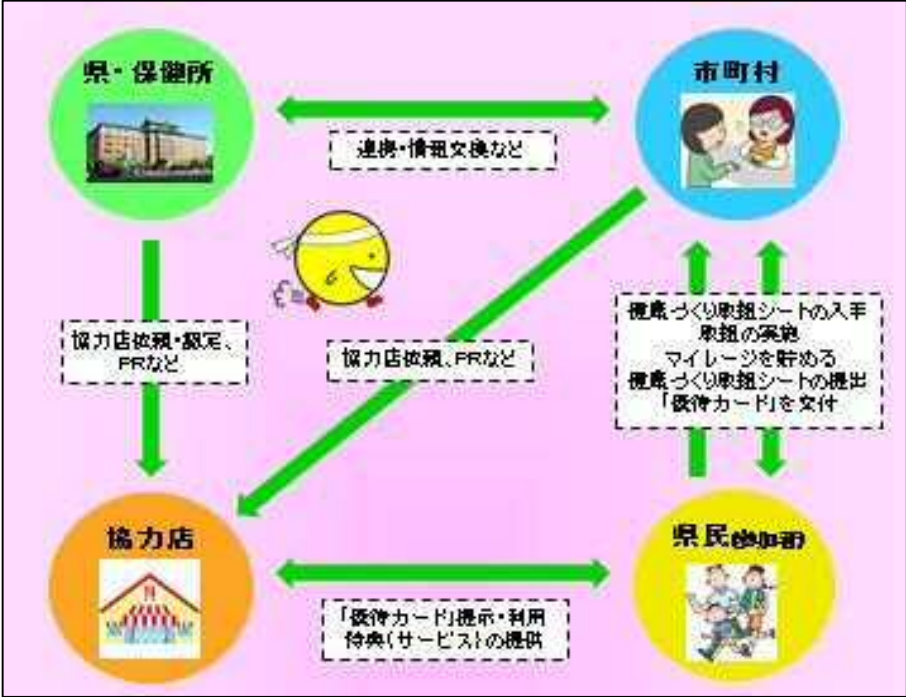 県・保健所
市町村
連携・情報交換など
協力店依頼・認定、
PRなど
協力店依頼、PRなど
健康づくり取組シートの入手
取組の実施
マイレージを貯める
健康づくり取組シートの提出
「優待カード」を交付
協力店
県民(参加者)
「優待カード」提示・利用
特典(サービス)の提供